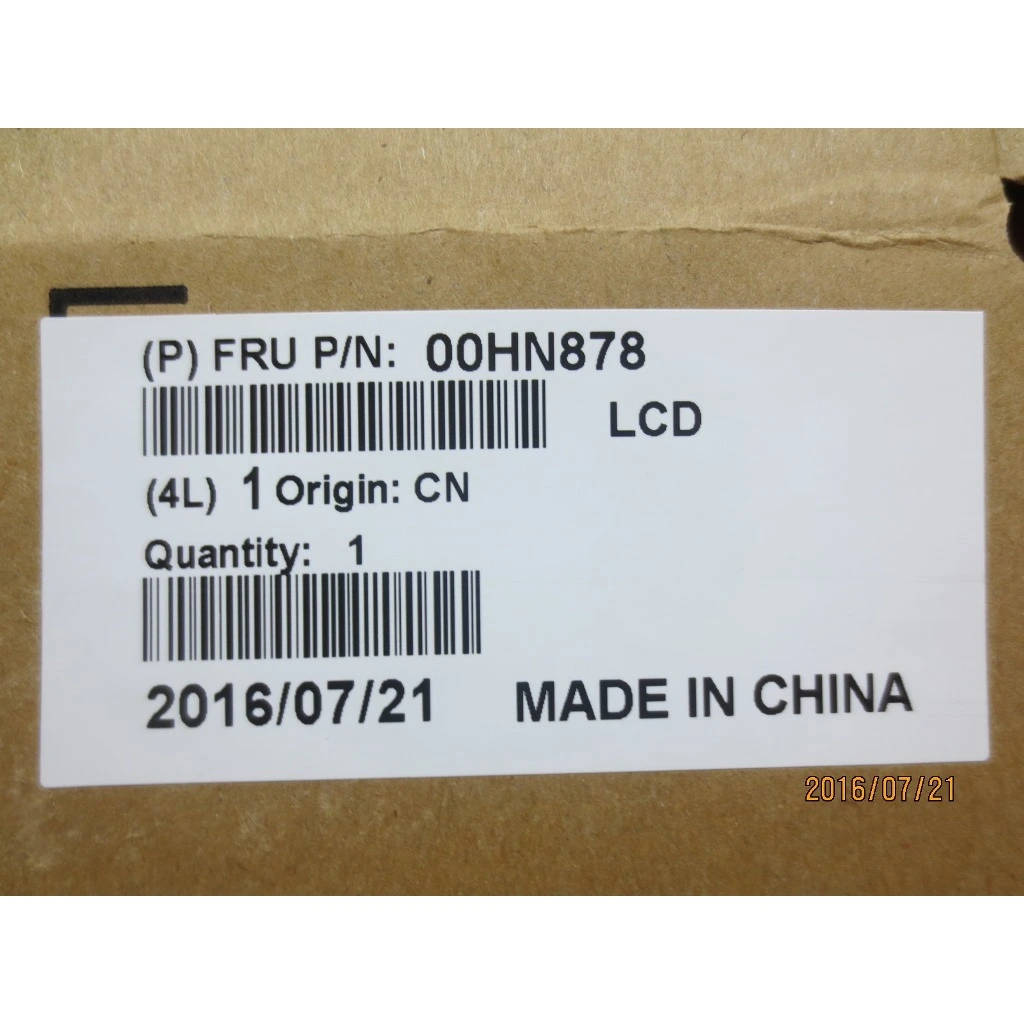 (P) FRU P/N: 00HN878
LCD
(4L) 1 Origin: CN
Quantity: 1
2016/07/21 MADE IN CHINA
2016/07/21